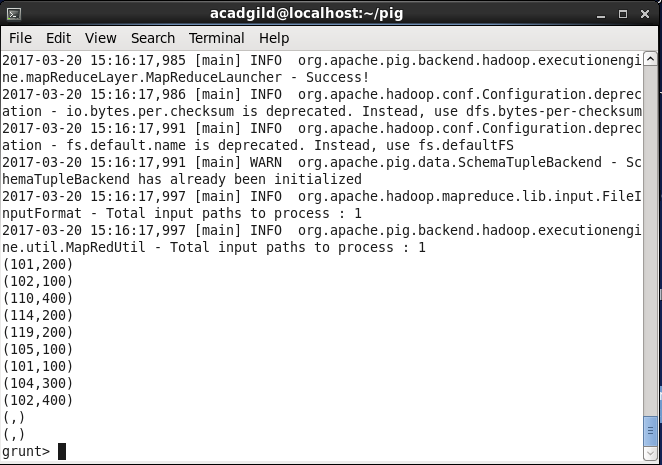 acadgild@localhost:~/pig
File Edit View Search Terminal Help
2017-03-20 15:16:17,985 [main] INFO  org.apache.pig.backend.hadoop.executionengi
ne.mapReduceLayer.MapReduceLauncher - Success!
2017-03-20 15:16:17,986 [main] INFO  org.apache.hadoop.conf.Configuration.deprec
ation - io.bytes.per.checksum is deprecated. Instead, use dfs.bytes-per-checksum
2017-03-20 15:16:17,991 [main] INFO  org.apache.hadoop.conf.Configuration.deprec
ation - fs.default.name is deprecated. Instead, use fs.defaultFS
2017-03-20 15:16:17,991 [main] WARN  org.apache.pig.data.SchemaTupleBackend - Sc
hemaTupleBackend has already been initialized
2017-03-20 15:16:17,997 [main] INFO  org.apache.hadoop.mapreduce.lib.input.FileI
nputFormat - Total input paths to process : 1
2017-03-20 15:16:17,997 [main] INFO  org.apache.pig.backend.hadoop.executionengi
ne.util.MapRedUtil - Total input paths to process : 1
(101,200)
(102,100)
(110,400)
(114,200)
(119,200)
(105,100)
(101,100)
(104,300)
(102,400)
(,)
(,)
grunt>